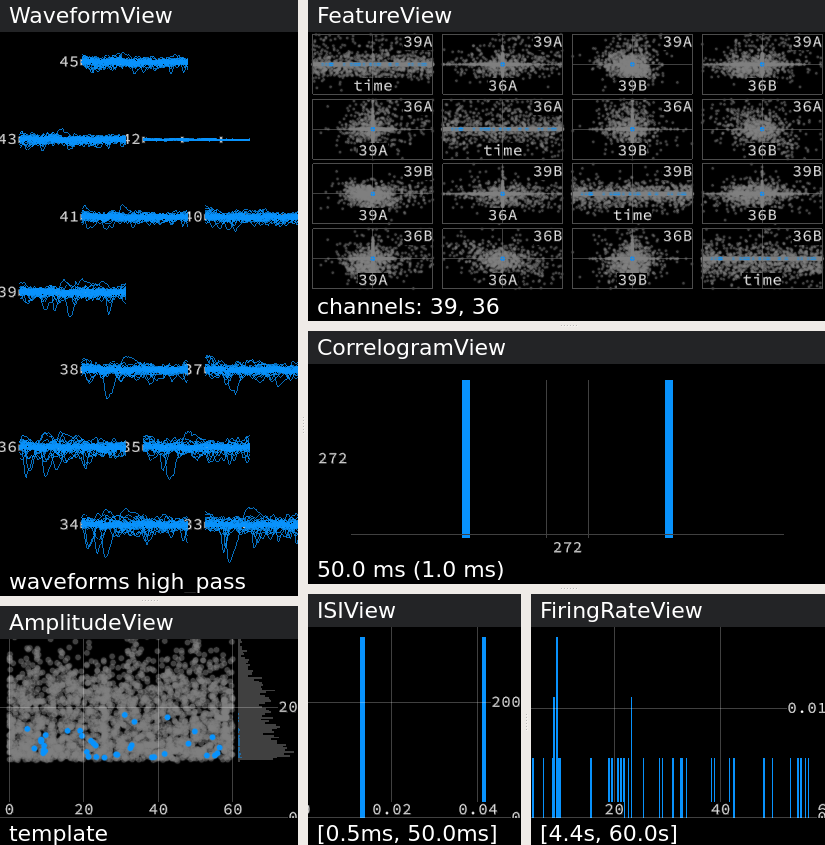 WaveformView
45
43 42
41 40
39
38 37
36 35
34 33
waveforms high_pass
FeatureView
39A 39A 39A 39A
time 36A 39B 36B
36A 36A 36A 36A
39A time 39B 36B
39B 39B 39B 39B
39A 36A time 36B
36B 36B 36B 36B
39A 36A 39B time
channels: 39, 36
CorrelogramView
272
272
50.0 ms (1.0 ms)
AmplitudeView
20
0 20 40 60 0
template
ISIView
200
0 0.02 0.04 0
[0.5ms, 50.0ms]
FiringRateView
0.01
20 40 6
[4.4s, 60.0s]